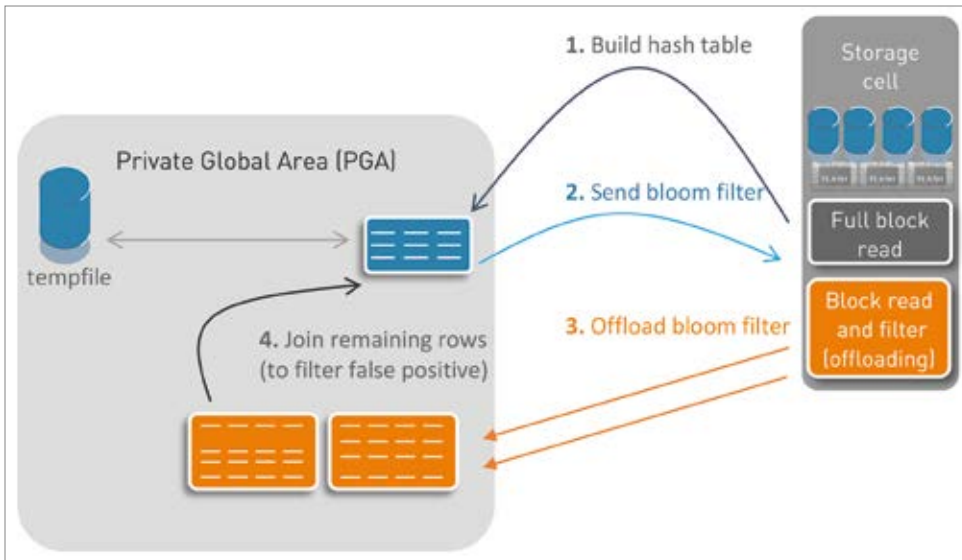 1. Build hash table
Storage
cell
Private Global Area (PGA)
2. Send bloom filter
Full block
read
tempfile
3. Offload bloom filter
Block read
and filter
(offloading)
4. Join remaining rows
(to filter false positive)